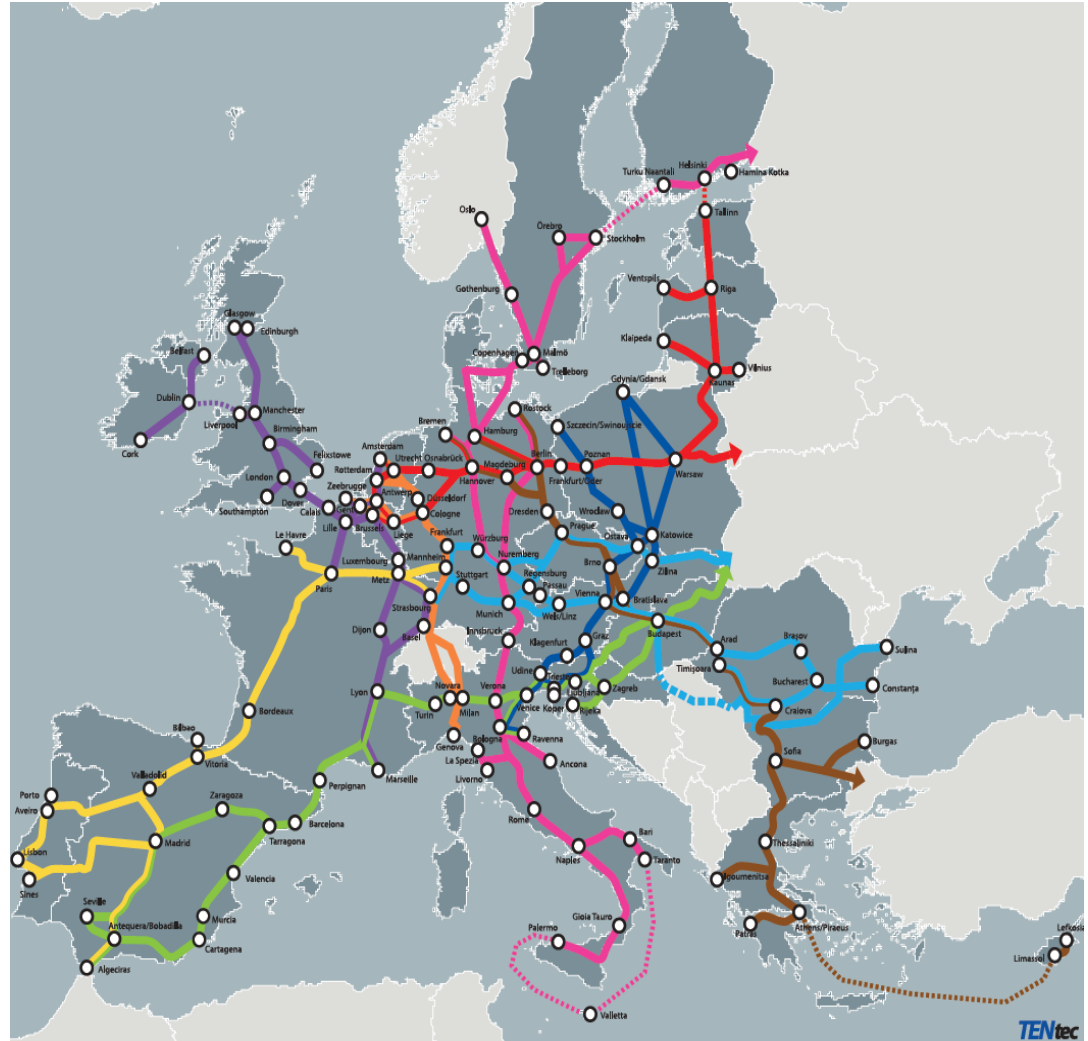 Helsinki
Turku Naantali
Hamina Kotka
Oslo
Örebro
Stockholm
Tallinn
Ventspils
Riga
Gothenburg
Glasgow
Edinburgh
Klaipeda
Belfast
Copenhagen
Malmö
Trelleborg
Vilnius
Kaunas
Gdynia/Gdansk
Dublin
Manchester
Liverpool
Rostock
Szczecin/Swinoujscie
Cork
Birmingham
Bremen
Hamburg
Amsterdam
Felixstowe
Utrecht
Osnabrück
Berlin
Poznan
London
Rotterdam
Magdeburg
Hannover
Frankfurt/Oder
Warsaw
Zeebrugge
Antwerp
Düsseldorf
Southampton
Dover
Calais
Gent
Cologne
Dresden
Wroclaw
Lille
Brussels
Liege
Prague
Katowice
Le Havre
Frankfurt
Würzburg
Ostava
Luxembourg
Mannheim
Nuremberg
Brno
Zilina
Paris
Metz
Stuttgart
Regensburg
Passau
Strasbourg
Vienna
Bratislava
Munich
Wels/Linz
Dijon
Basel
Innsbruck
Graz
Budapest
Klagenfurt
Arad
Braşov
Sulina
Udine
Timişoara
Trieste
Lyon
Novara
Verona
Ljubljana
Zagreb
Bucharest
Constanța
Turin
Milan
Venice
Koper
Rijeka
Craiova
Bordeaux
Genova
Bologna
Ravenna
Bilbao
Vitoria
La Spezia
Sofia
Burgas
Livorno
Ancona
Marseille
Valladolid
Perpignan
Porto
Zaragoza
Aveiro
Rome
Barcelona
Tarragona
Madrid
Bari
Thessaliniki
Lisbon
Naples
Taranto
Sines
Valencia
Igoumenitsa
Seville
Murcia
Gioia Tauro
Patras
Athens/Piraeus
Antequera/Bobadilla
Palermo
Cartagena
Lefkosia
Limassol
Algeciras
Valletta
TENtec